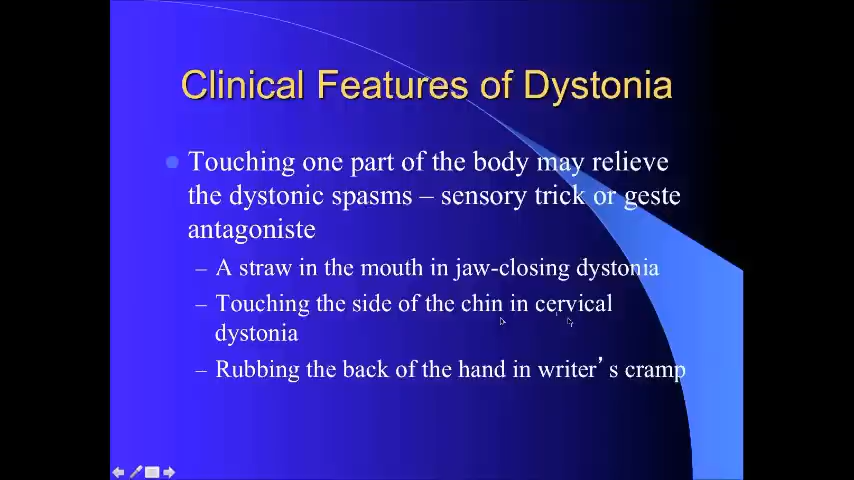 Clinical Features of Dystonia
Touching one part of the body may relieve
the dystonic spasms – sensory trick or geste
antagoniste
– A straw in the mouth in jaw-closing dystonia
– Touching the side of the chin in cervical
dystonia
– Rubbing the back of the hand in writer’s cramp